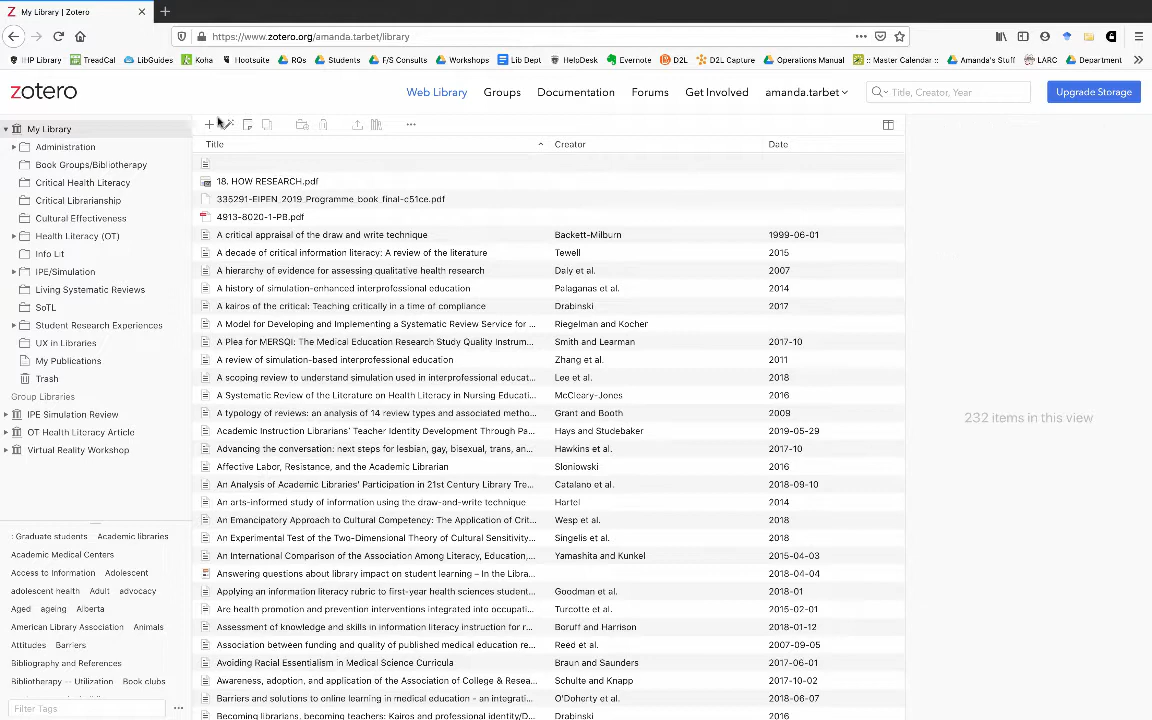 My Library | Zotero
https://www.zotero.org/amanda.tarbet/library
IHP Library TreadCal LibGuides Koha Hootsuite ROs Students F/S Consults Workshops Lib Dept HelpDesk Evernote D2L D2L Capture Operations Manual :: Master Calendar :: Amanda's Stuff LARC Department
zotero Web Library Groups Documentation Forums Get Involved amanda.tarbet Title, Creator, Year Upgrade Storage
My Library
Administration
Book Groups/Bibliotherapy
Critical Health Literacy
Critical Librarianship
Cultural Effectiveness
Health Literacy (OT)
Info Lit
IPE/Simulation
Living Systematic Reviews
SoTL
Student Research Experiences
UX in Libraries
My Publications
Trash
Group Libraries
IPE Simulation Review
OT Health Literacy Article
Virtual Reality Workshop
: Graduate students Academic libraries
Academic Medical Centers
Access to Information Adolescent
adolescent health Adult advocacy
Aged ageing Alberta
American Library Association Animals
Attitudes Barriers
Bibliography and References
Bibliotherapy — Utilization Book clubs
Filter Tags
Title Creator Date
18. HOW RESEARCH.pdf
335291-EIPEN_2019_Programme_book_final-c51ce.pdf
4913-8020-1-PB.pdf
A critical appraisal of the draw and write technique Backett-Milburn 1999-06-01
A decade of critical information literacy: A review of the literature Tewell 2015
A hierarchy of evidence for assessing qualitative health research Daly et al. 2007
A history of simulation-enhanced interprofessional education Palaganas et al. 2014
A kairos of the critical: Teaching critically in a time of compliance Drabinski 2017
A Model for Developing and Implementing a Systematic Review Service for ... Riegelman and Kocher
A Plea for MERSQI: The Medical Education Research Study Quality Instrum... Smith and Learman 2017-10
A review of simulation-based interprofessional education Zhang et al. 2011
A scoping review to understand simulation used in interprofessional educat... Lee et al. 2018
A Systematic Review of the Literature on Health Literacy in Nursing Educati... McCleary-Jones 2016
A typology of reviews: an analysis of 14 review types and associated metho... Grant and Booth 2009
Academic Instruction Librarians' Teacher Identity Development Through Pa... Hays and Studebaker 2019-05-29
Advancing the conversation: next steps for lesbian, gay, bisexual, trans, an... Hawkins et al. 2017-10
Affective Labor, Resistance, and the Academic Librarian Sloniowski 2016
An Analysis of Academic Libraries' Participation in 21st Century Library Tre... Catalano et al. 2018-09-10
An arts-informed study of information using the draw-and-write technique Hartel 2014
An Emancipatory Approach to Cultural Competency: The Application of Crit... Wesp et al. 2018
An Experimental Test of the Two-Dimensional Theory of Cultural Sensitivity... Singelis et al. 2018
An International Comparison of the Association Among Literacy, Education,... Yamashita and Kunkel 2015-04-03
Answering questions about library impact on student learning – In the Libra... 2018-04-04
Applying an information literacy rubric to first-year health sciences student... Goodman et al. 2018-01
Are health promotion and prevention interventions integrated into occupati... Turcotte et al. 2015-02-01
Assessment of knowledge and skills in information literacy instruction for r... Boruff and Harrison 2018-01-12
Association between funding and quality of published medical education re... Reed et al. 2007-09-05
Avoiding Racial Essentialism in Medical Science Curricula Braun and Saunders 2017-06-01
Awareness, adoption, and application of the Association of College & Resea... Schulte and Knapp 2017-10-02
Barriers and solutions to online learning in medical education - an integrati... O'Doherty et al. 2018-06-07
Becoming librarians, becoming teachers: Kairos and professional identity/D... Drabinski 2016
232 items in this view